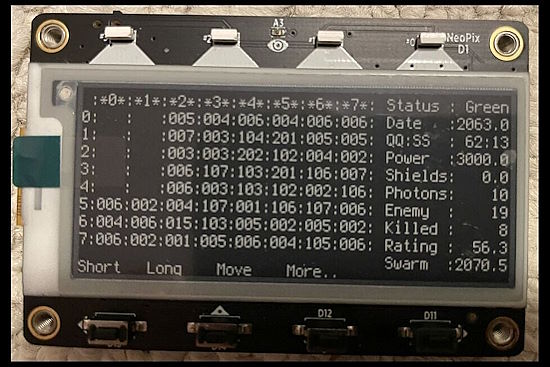 A3
NeoPix
D1
:*0*:*1*:*2*:*3*:*4*:*5*:*6*:*7*: Status : Green
0: : :005:004:006:004:006:006: Date :2063.0
1: : :007:003:104:201:005:005: QQ:SS : 62:13
2: : :003:003:202:102:004:002: Power :3000.0
3: : :006:107:103:201:106:007: Shields: 0.0
4: : :006:003:103:102:002:106: Photons: 10
5:006:002:004:107:001:106:107:006: Enemy : 19
6:004:006:015:103:005:002:005:002: Killed : 8
7:006:002:001:005:006:004:105:006: Rating : 56.3
Short Long Move More.. Swarm :2070.5
D12
D11